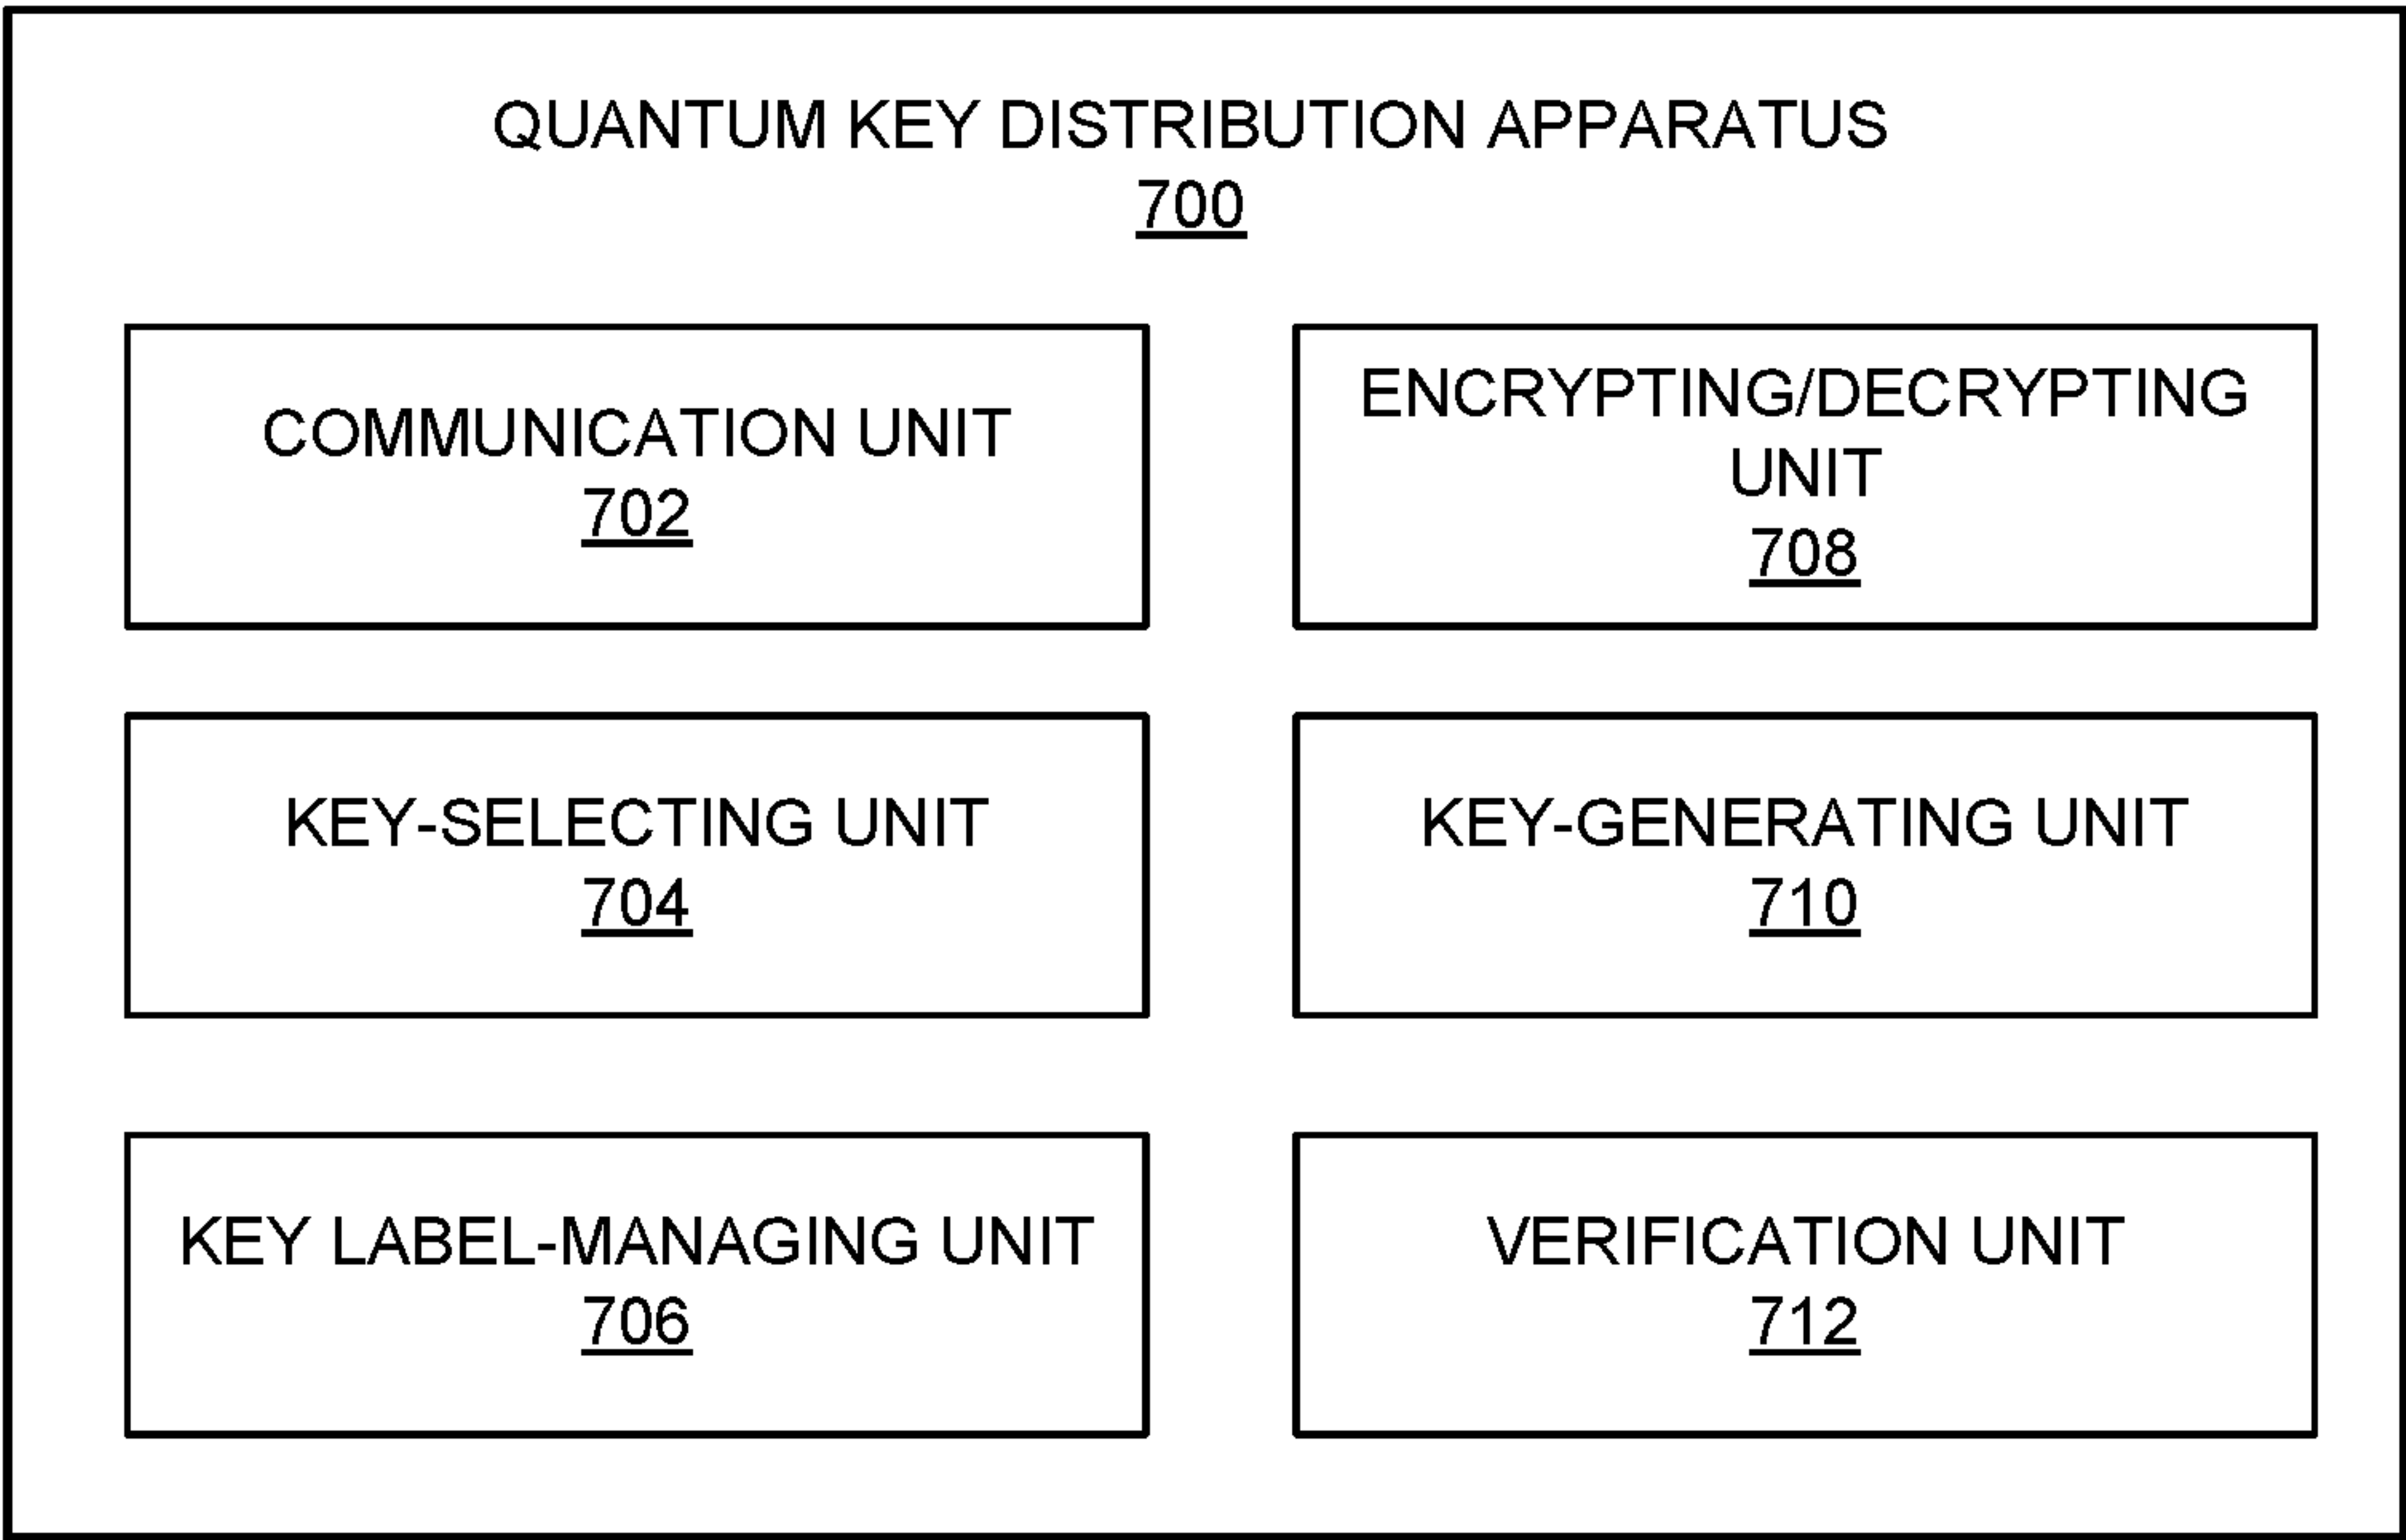 QUANTUM KEY DISTRIBUTION APPARATUS
700
COMMUNICATION UNIT
702
ENCRYPTING/DECRYPTING
UNIT
708
KEY-SELECTING UNIT
704
KEY-GENERATING UNIT
710
KEY LABEL-MANAGING UNIT
706
VERIFICATION UNIT
712